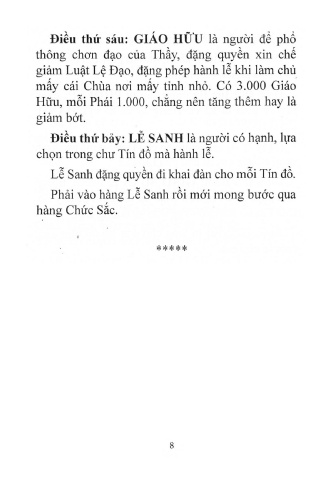 Điều thứ sáu: GIÁO HỮU là người để phổ
thông chơn đạo của Thầy, đặng quyền xin chế
giảm Luật Lệ Đạo, đặng phép hành lễ khi làm chủ
mấy cái Chùa nơi mấy tỉnh nhỏ. Có 3.000 Giáo
Hữu, mỗi Phái 1.000, chẳng nên tăng thêm hay là
giảm bớt.
Điều thứ bảy: LỄ SANH là người có hạnh, lựa
chọn trong chư Tín đồ mà hành lễ.
Lễ Sanh đặng quyền đi khai đàn cho mỗi Tín đồ.
Phải vào hàng Lễ Sanh rồi mới mong bước qua
hàng Chức Sắc.
*****
8